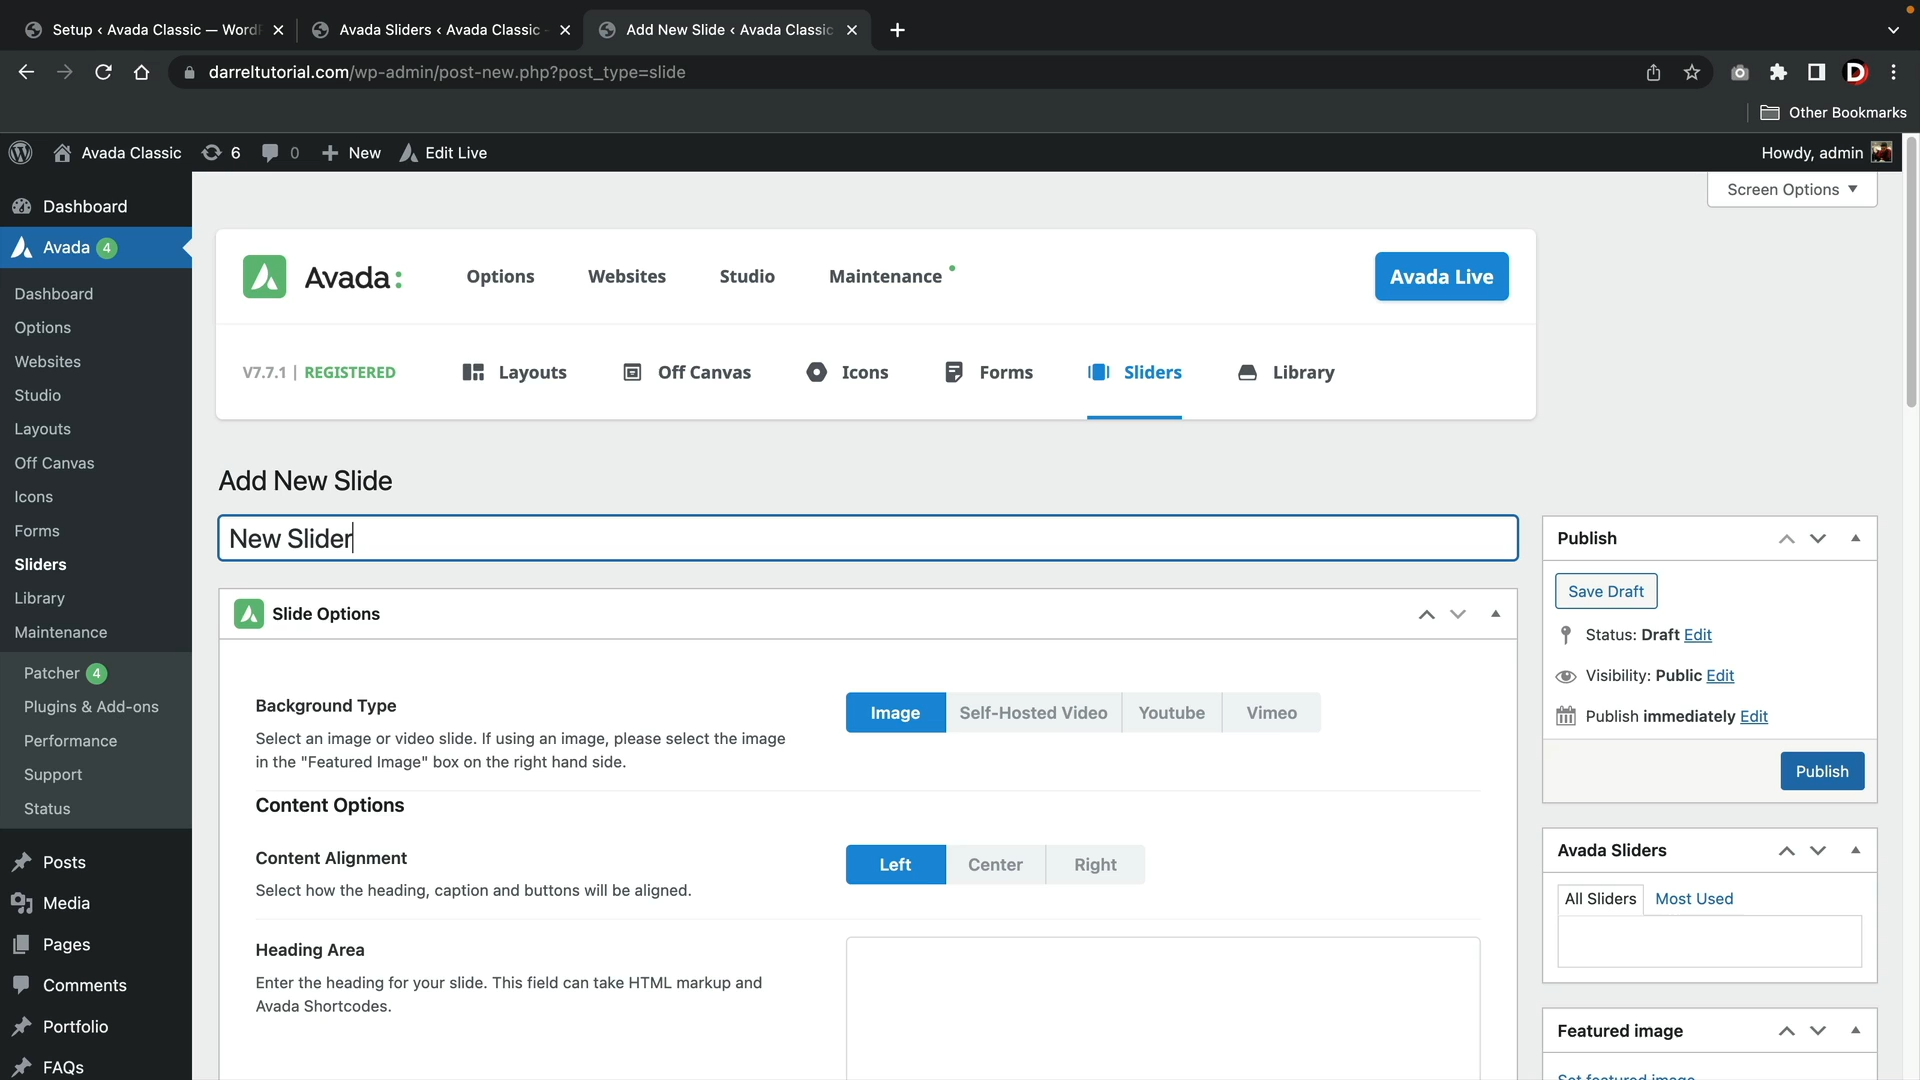 Setup ‹ Avada Classic — Word
Avada Sliders ‹ Avada Classic
Add New Slide ‹ Avada Classic
darreltutorial.com/wp-admin/post-new.php?post_type=slide
Other Bookmarks
Avada Classic
6
0
New
Edit Live
Howdy, admin
Screen Options
Dashboard
Avada 4
Dashboard
Options
Websites
Studio
Layouts
Off Canvas
Icons
Forms
Sliders
Library
Maintenance
Patcher 4
Plugins & Add-ons
Performance
Support
Status
Posts
Media
Pages
Comments
Portfolio
FAQs
Avada:
Options
Websites
Studio
Maintenance
Avada Live
V7.7.1 | REGISTERED
Layouts
Off Canvas
Icons
Forms
Sliders
Library
Add New Slide
New Slider
Slide Options
Background Type
Select an image or video slide. If using an image, please select the image
in the "Featured Image" box on the right hand side.
Image
Self-Hosted Video
Youtube
Vimeo
Content Options
Content Alignment
Select how the heading, caption and buttons will be aligned.
Left
Center
Right
Heading Area
Enter the heading for your slide. This field can take HTML markup and
Avada Shortcodes.
Publish
Save Draft
Status: Draft Edit
Visibility: Public Edit
Publish immediately Edit
Publish
Avada Sliders
All Sliders
Most Used
Featured image
Set featured image